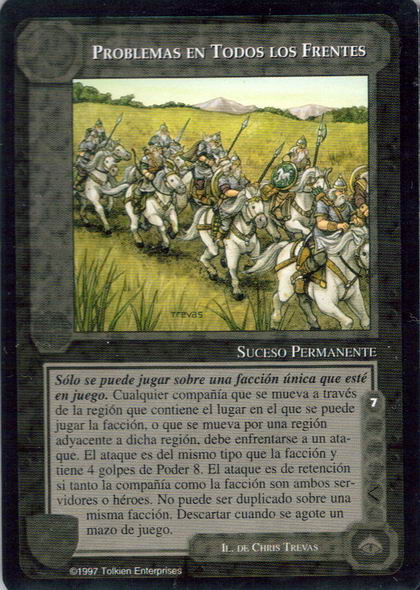 Problemas en Todos los Frentes
TREVAS
Suceso Permanente
Sólo se puede jugar sobre una facción única que esté
en juego. Cualquier compañía que se mueva a través
de la región que contiene el lugar en el que se puede
jugar la facción, o que se mueva por una región
adyacente a dicha región, debe enfrentarse a un ata-
que. El ataque es del mismo tipo que la facción y
tiene 4 golpes de Poder 8. El ataque es de retención
si tanto la compañía como la facción son ambos ser-
vidores o héroes. No puede ser duplicado sobre una
misma facción. Descartar cuando se agote un
mazo de juego.
7
Il. de Chris Trevas
©1997 Tolkien Enterprises